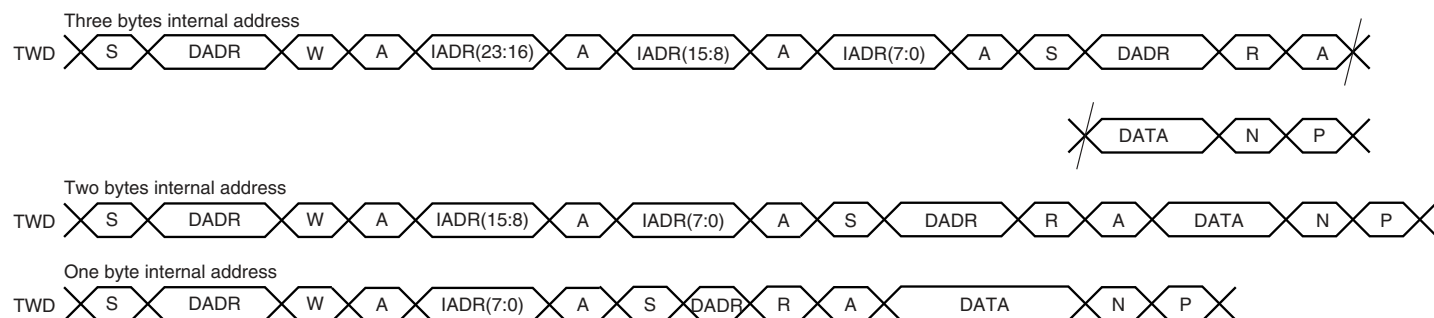 Three bytes internal address
TWD S DADR W A IADR(23:16) A IADR(15:8) A IADR(7:0) A S DADR R A
DATA N P
Two bytes internal address
TWD S DADR W A IADR(15:8) A IADR(7:0) A S DADR R A DATA N P
One byte internal address
TWD S DADR W A IADR(7:0) A S DADR R A DATA N P